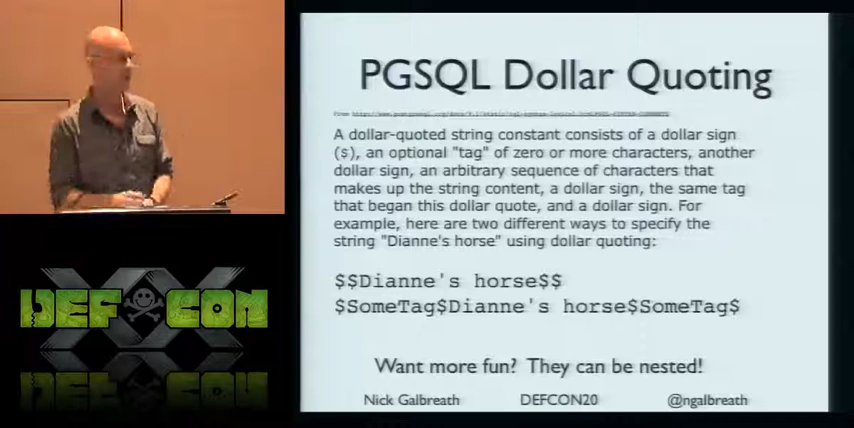 PGSQL Dollar Quoting
A dollar-quoted string constant consists of a dollar sign
($), an optional "tag" of zero or more characters, another
dollar sign, an arbitrary sequence of characters that
makes up the string content, a dollar sign, the same tag
that began this dollar quote, and a dollar sign. For
example, here are two different ways to specify the
string "Dianne's horse" using dollar quoting:
$$Dianne's horse$$
$SomeTag$Dianne's horse$SomeTag$
Want more fun? They can be nested!
Nick Galbreath DEFCON20 @ngalbreath
DEF CON
XX